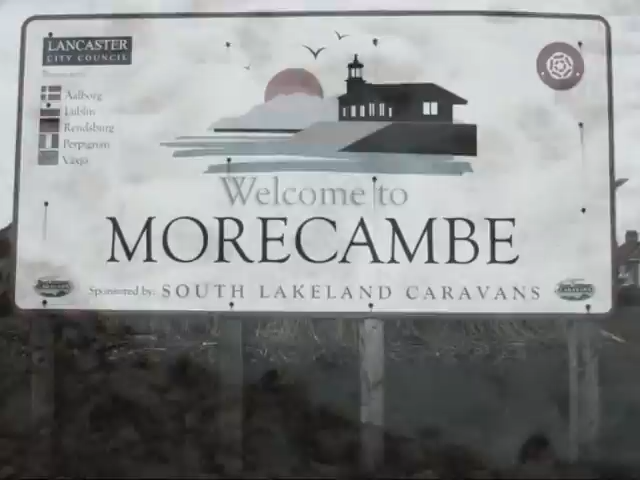 LANCASTER
CITY COUNCIL
Aalborg
Lublin
Rendsburg
Perpignan
Växjö
Welcome to
MORECAMBE
Sponsored by: SOUTH LAKELAND CARAVANS